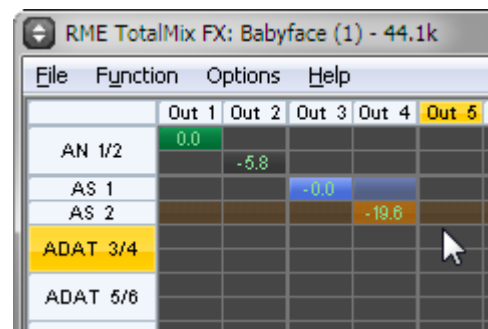 RME TotalMix FX: Babyface (1) - 44.1k
File Function Options Help
Out 1 Out 2 Out 3 Out 4 Out 5
AN 1/2 0.0
-5.8
AS 1 -0.0
AS 2 -19.6
ADAT 3/4
ADAT 5/6